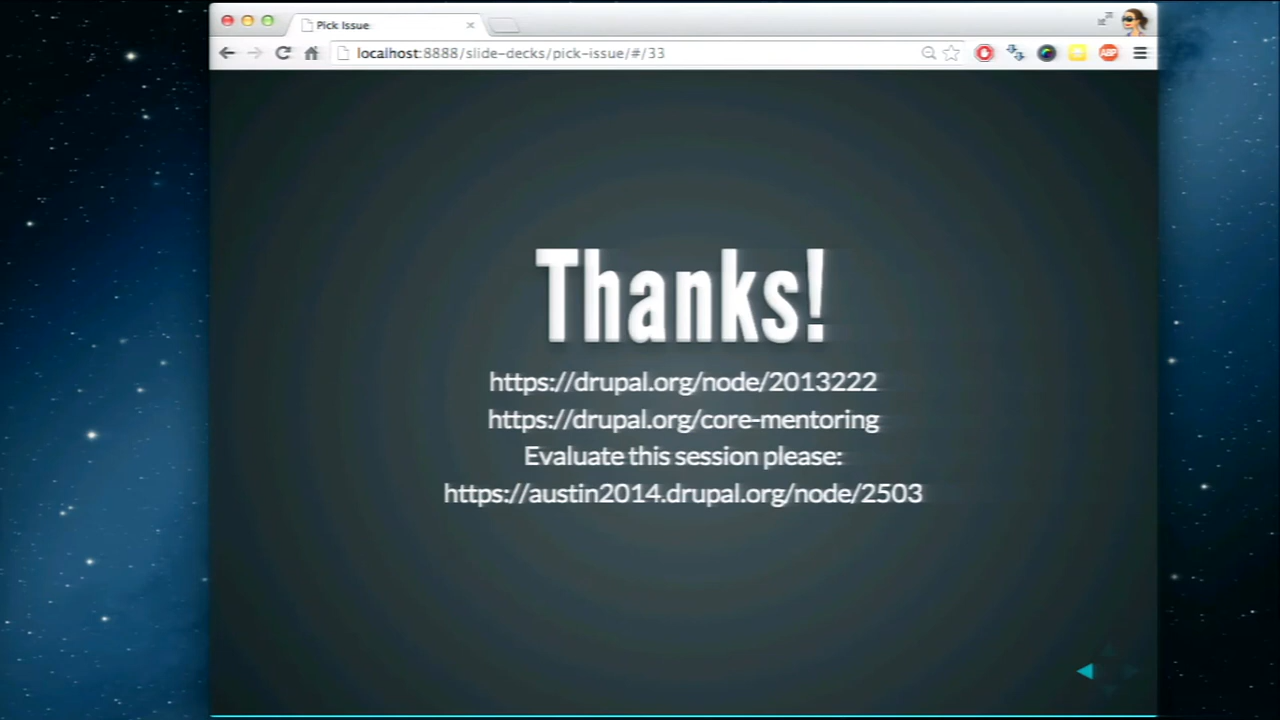 Pick Issue
localhost:8888/slide-decks/pick-issue/#/33
ABP
Thanks!
https://drupal.org/node/2013222
https://drupal.org/core-mentoring
Evaluate this session please:
https://austin2014.drupal.org/node/2503